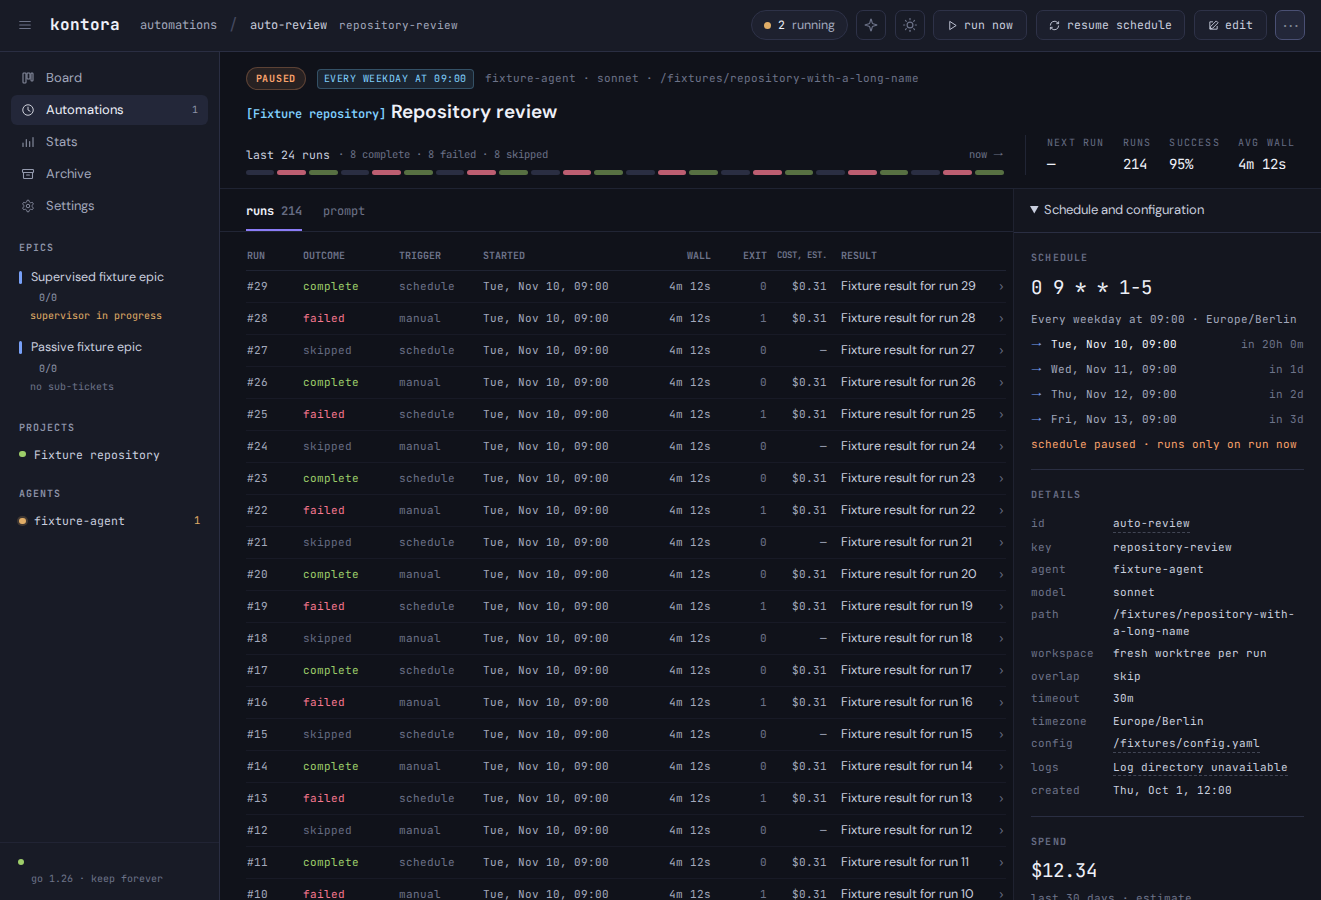 kontora automations / auto-review repository-review 2 running run now resume schedule edit ...
Board
Automations 1
Stats
Archive
Settings
EPICS
Supervised fixture epic
0/0
supervisor in progress
Passive fixture epic
0/0
no sub-tickets
PROJECTS
Fixture repository
AGENTS
fixture-agent 1
go 1.26 · keep forever
PAUSED EVERY WEEKDAY AT 09:00 fixture-agent · sonnet · /fixtures/repository-with-a-long-name
[Fixture repository] Repository review
last 24 runs · 8 complete · 8 failed · 8 skipped now →
NEXT RUN RUNS SUCCESS AVG WALL
— 214 95% 4m 12s
runs 214 prompt
RUN OUTCOME TRIGGER STARTED WALL EXIT COST, EST. RESULT
#29 complete schedule Tue, Nov 10, 09:00 4m 12s 0 $0.31 Fixture result for run 29 ›
#28 failed manual Tue, Nov 10, 09:00 4m 12s 1 $0.31 Fixture result for run 28 ›
#27 skipped schedule Tue, Nov 10, 09:00 4m 12s 0 — Fixture result for run 27 ›
#26 complete manual Tue, Nov 10, 09:00 4m 12s 0 $0.31 Fixture result for run 26 ›
#25 failed schedule Tue, Nov 10, 09:00 4m 12s 1 $0.31 Fixture result for run 25 ›
#24 skipped manual Tue, Nov 10, 09:00 4m 12s 0 — Fixture result for run 24 ›
#23 complete schedule Tue, Nov 10, 09:00 4m 12s 0 $0.31 Fixture result for run 23 ›
#22 failed manual Tue, Nov 10, 09:00 4m 12s 1 $0.31 Fixture result for run 22 ›
#21 skipped schedule Tue, Nov 10, 09:00 4m 12s 0 — Fixture result for run 21 ›
#20 complete manual Tue, Nov 10, 09:00 4m 12s 0 $0.31 Fixture result for run 20 ›
#19 failed schedule Tue, Nov 10, 09:00 4m 12s 1 $0.31 Fixture result for run 19 ›
#18 skipped manual Tue, Nov 10, 09:00 4m 12s 0 — Fixture result for run 18 ›
#17 complete schedule Tue, Nov 10, 09:00 4m 12s 0 $0.31 Fixture result for run 17 ›
#16 failed manual Tue, Nov 10, 09:00 4m 12s 1 $0.31 Fixture result for run 16 ›
#15 skipped schedule Tue, Nov 10, 09:00 4m 12s 0 — Fixture result for run 15 ›
#14 complete manual Tue, Nov 10, 09:00 4m 12s 0 $0.31 Fixture result for run 14 ›
#13 failed schedule Tue, Nov 10, 09:00 4m 12s 1 $0.31 Fixture result for run 13 ›
#12 skipped manual Tue, Nov 10, 09:00 4m 12s 0 — Fixture result for run 12 ›
#11 complete schedule Tue, Nov 10, 09:00 4m 12s 0 $0.31 Fixture result for run 11 ›
#10 failed manual Tue, Nov 10, 09:00 4m 12s 1 $0.31 Fixture result for run 10 ›
▼ Schedule and configuration
SCHEDULE
0 9 * * 1-5
Every weekday at 09:00 · Europe/Berlin
→ Tue, Nov 10, 09:00 in 20h 0m
→ Wed, Nov 11, 09:00 in 1d
→ Thu, Nov 12, 09:00 in 2d
→ Fri, Nov 13, 09:00 in 3d
schedule paused · runs only on run now
DETAILS
id auto-review
key repository-review
agent fixture-agent
model sonnet
path /fixtures/repository-with-
a-long-name
workspace fresh worktree per run
overlap skip
timeout 30m
timezone Europe/Berlin
config /fixtures/config.yaml
logs Log directory unavailable
created Thu, Oct 1, 12:00
SPEND
$12.34
last 30 days · estimate